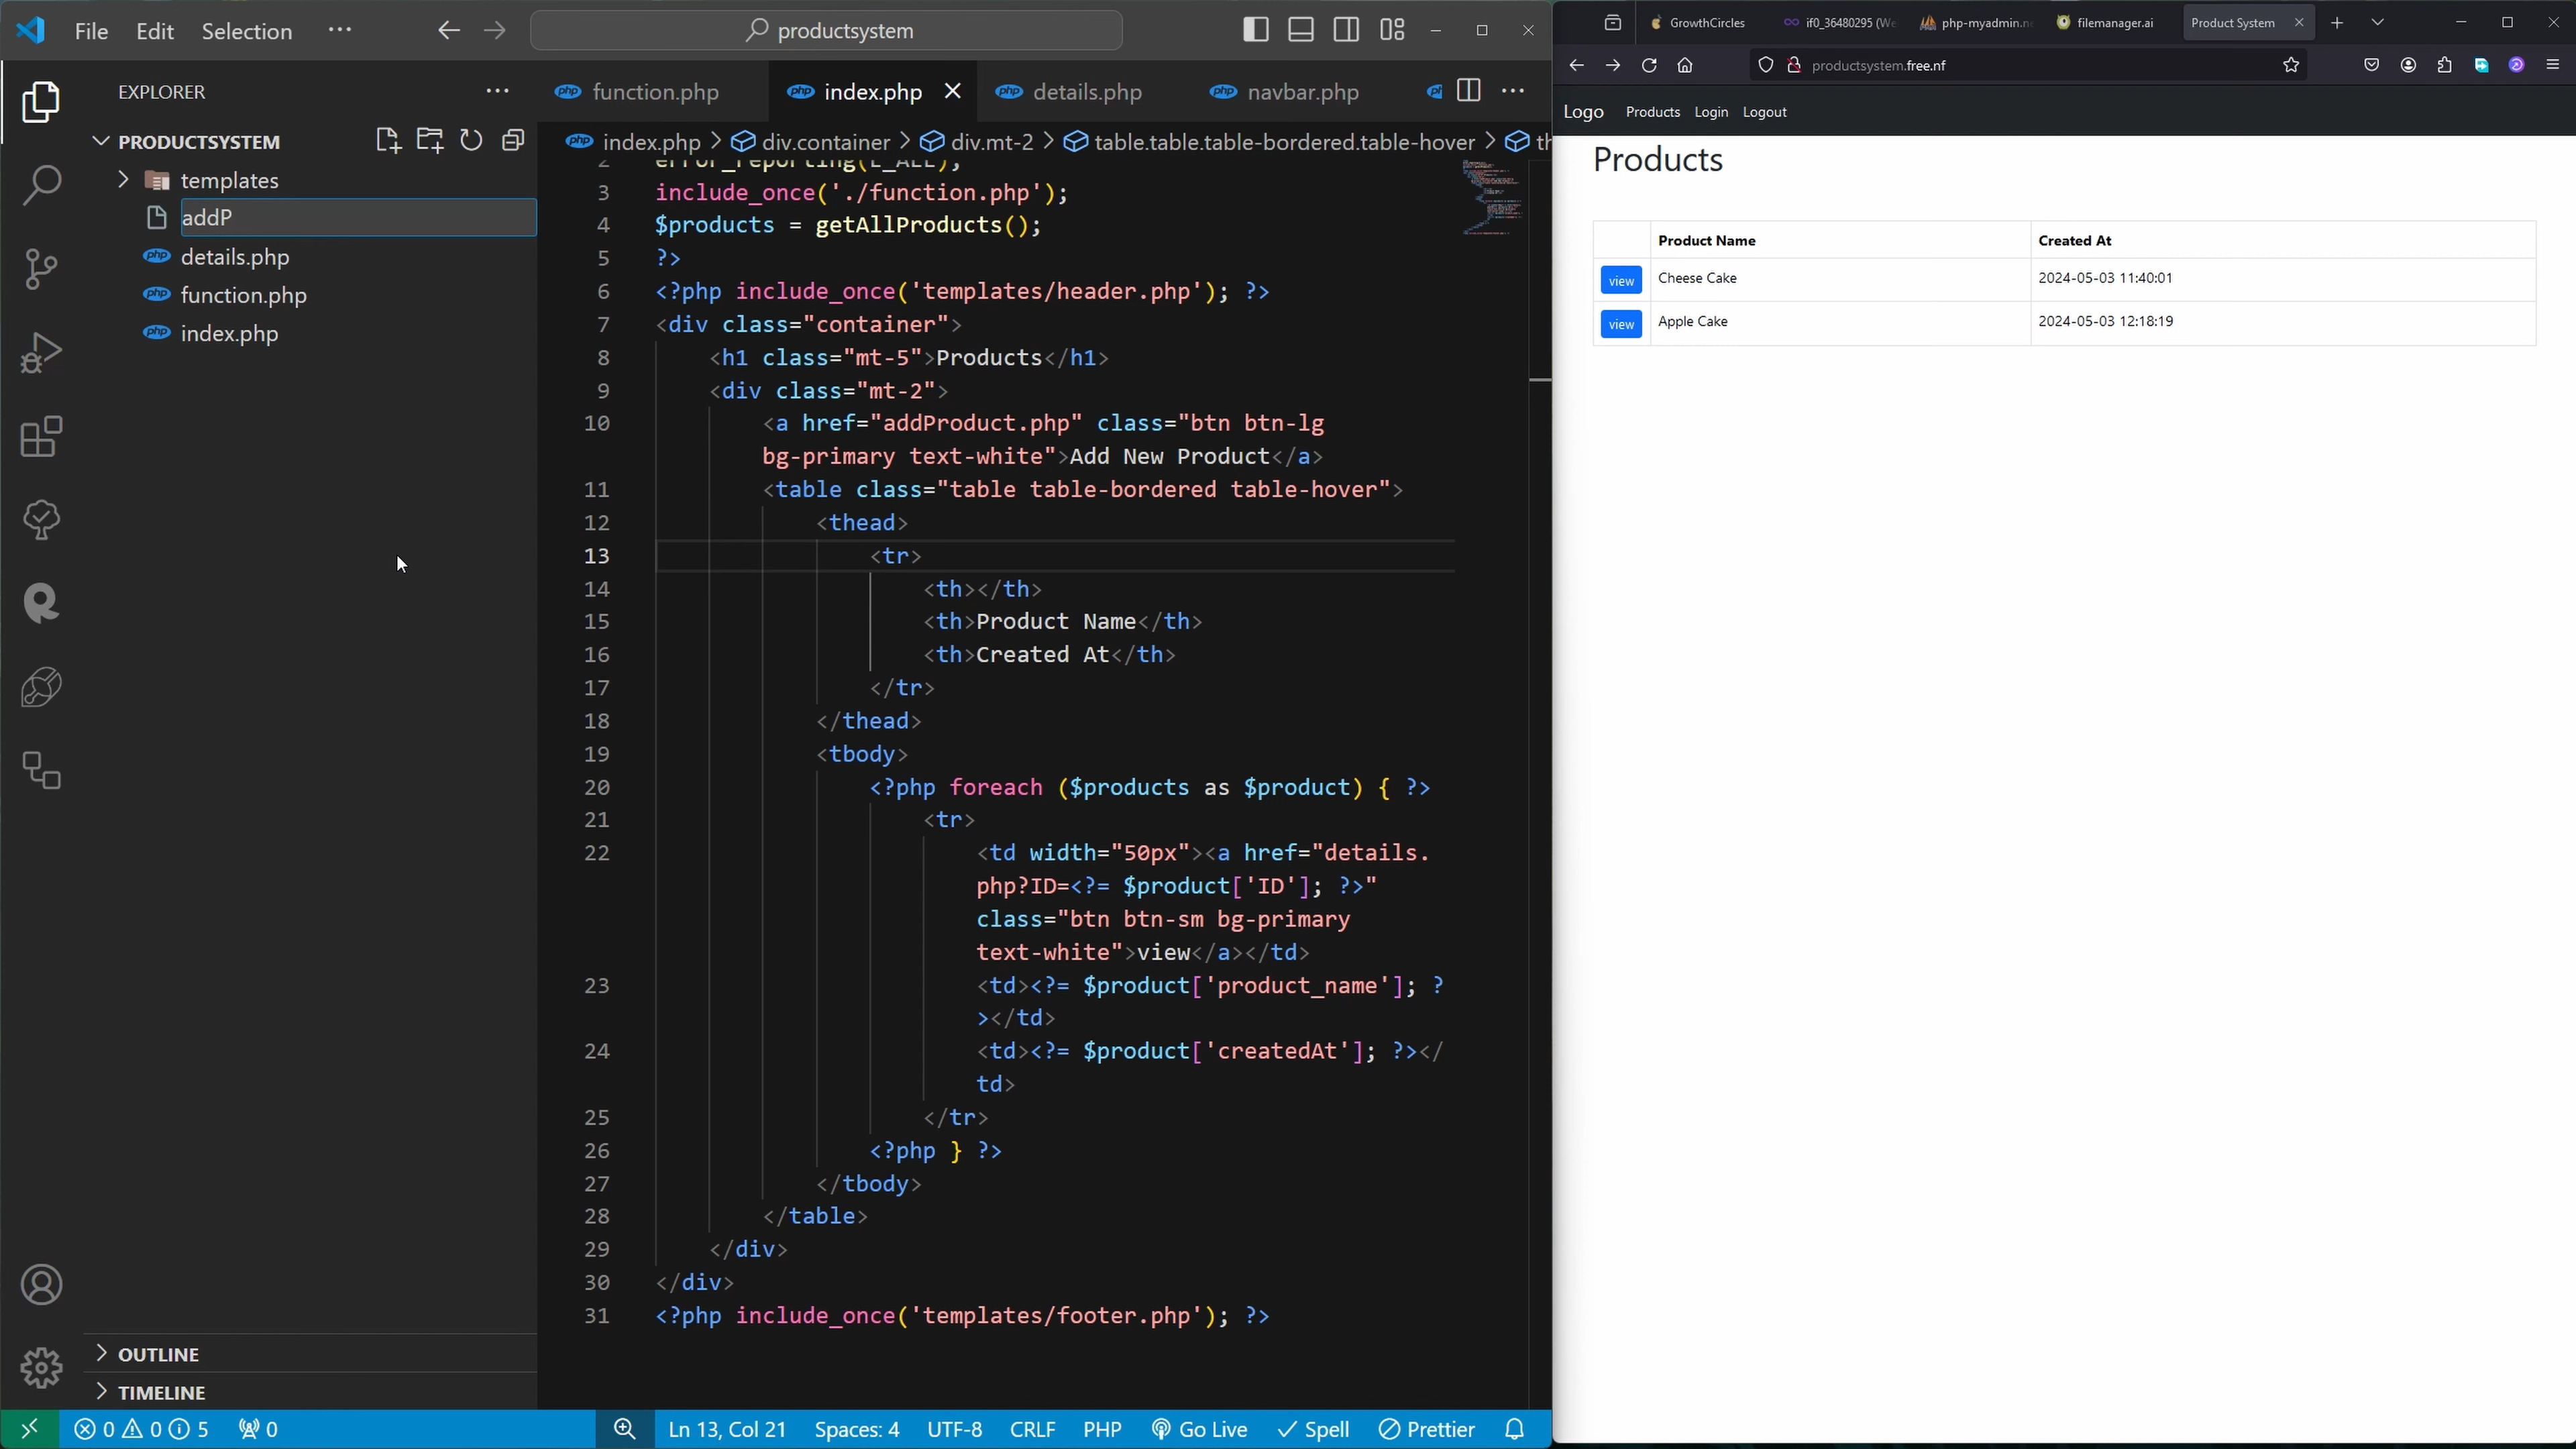 File Edit Selection ···
productsystem
EXPLORER
PRODUCTSYSTEM
templates
addP
details.php
function.php
index.php
OUTLINE
TIMELINE
function.php index.php details.php navbar.php
index.php > div.container > div.mt-2 > table.table.table-bordered.table-hover > th
2 error_reporting(E_ALL);
3 include_once('./function.php');
4 $products = getAllProducts();
5 ?>
6 <?php include_once('templates/header.php'); ?>
7 <div class="container">
8 <h1 class="mt-5">Products</h1>
9 <div class="mt-2">
10 <a href="addProduct.php" class="btn btn-lg
bg-primary text-white">Add New Product</a>
11 <table class="table table-bordered table-hover">
12 <thead>
13 <tr>
14 <th></th>
15 <th>Product Name</th>
16 <th>Created At</th>
17 </tr>
18 </thead>
19 <tbody>
20 <?php foreach ($products as $product) { ?>
21 <tr>
22 <td width="50px"><a href="details.
php?ID=<?= $product['ID']; ?>"
class="btn btn-sm bg-primary
text-white">view</a></td>
23 <td><?= $product['product_name']; ?
></td>
24 <td><?= $product['createdAt']; ?></
td>
25 </tr>
26 <?php } ?>
27 </tbody>
28 </table>
29 </div>
30 </div>
31 <?php include_once('templates/footer.php'); ?>
0 0 5 0
Ln 13, Col 21 Spaces: 4 UTF-8 CRLF PHP Go Live Spell Prettier
GrowthCircles if0_36480295 (We php-myadmin.n filemanager.ai Product System
productsystem.free.nf
Logo Products Login Logout
Products
Product Name Created At
view Cheese Cake 2024-05-03 11:40:01
view Apple Cake 2024-05-03 12:18:19